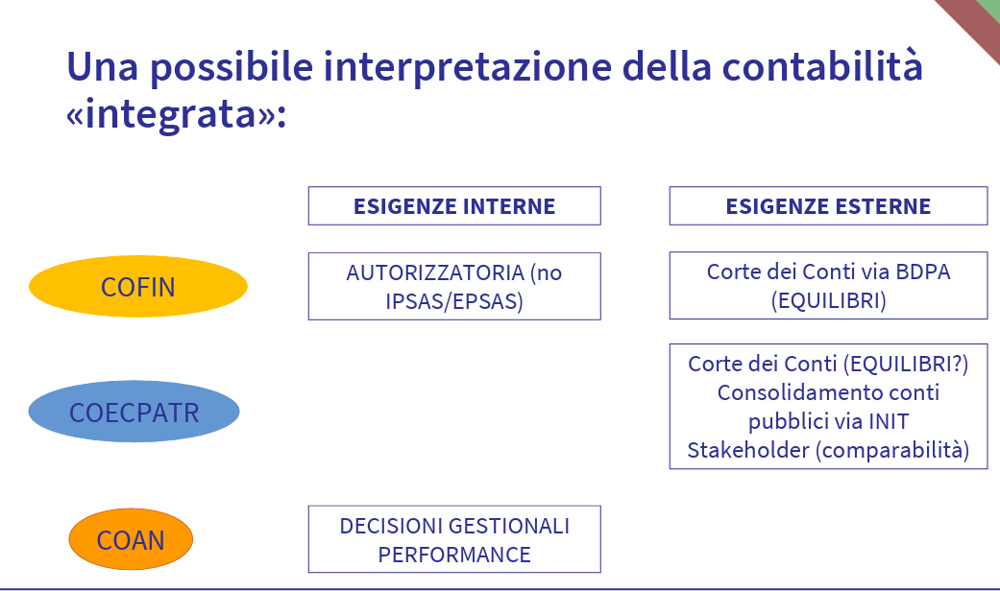 Una possibile interpretazione della contabilità
«integrata»:
ESIGENZE INTERNE
ESIGENZE ESTERNE
COFIN
AUTORIZZATORIA (no
IPSAS/EPSAS)
Corte dei Conti via BDPA
(EQUILIBRI)
COECPATR
Corte dei Conti (EQUILIBRI?)
Consolidamento conti
pubblici via INIT
Stakeholder (comparabilità)
COAN
DECISIONI GESTIONALI
PERFORMANCE